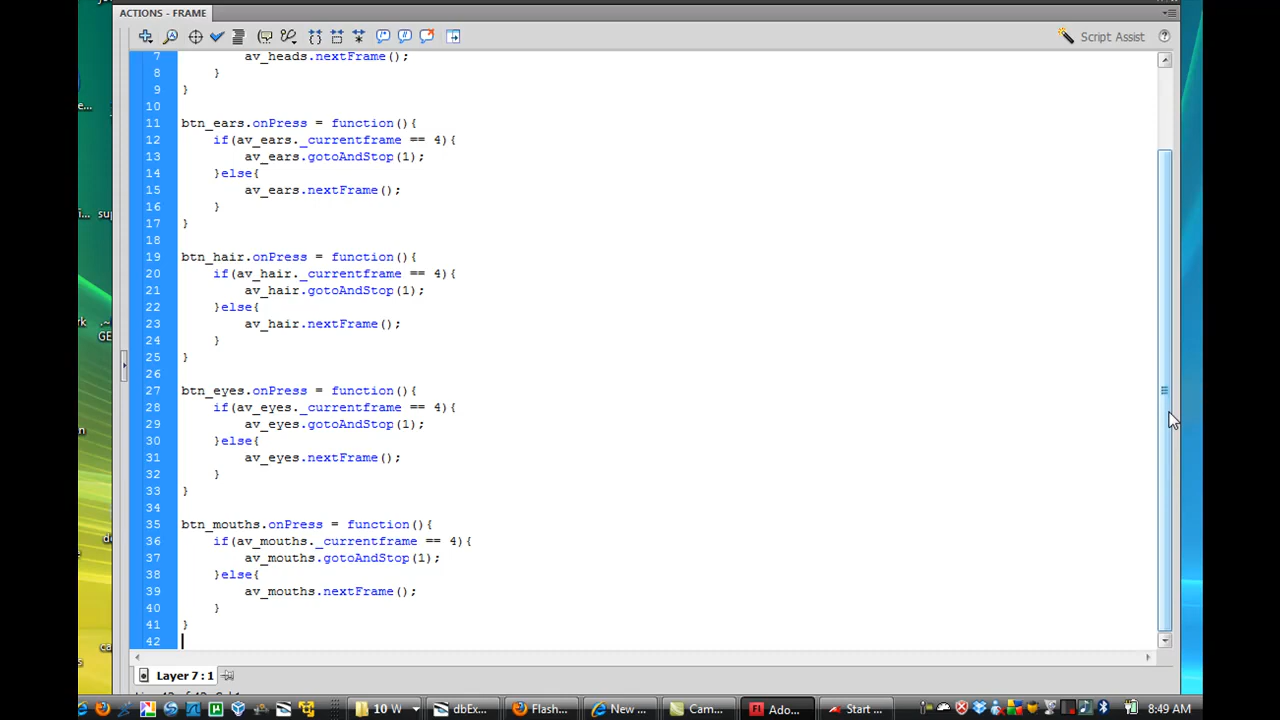 ACTIONS - FRAME
Script Assist
7 av_heads.nextFrame();
8 }
9 }
10
11 btn_ears.onPress = function(){
12 if(av_ears._currentframe == 4){
13 av_ears.gotoAndStop(1);
14 }else{
15 av_ears.nextFrame();
16 }
17 }
18
19 btn_hair.onPress = function(){
20 if(av_hair._currentframe == 4){
21 av_hair.gotoAndStop(1);
22 }else{
23 av_hair.nextFrame();
24 }
25 }
26
27 btn_eyes.onPress = function(){
28 if(av_eyes._currentframe == 4){
29 av_eyes.gotoAndStop(1);
30 }else{
31 av_eyes.nextFrame();
32 }
33 }
34
35 btn_mouths.onPress = function(){
36 if(av_mouths._currentframe == 4){
37 av_mouths.gotoAndStop(1);
38 }else{
39 av_mouths.nextFrame();
40 }
41 }
42
Layer 7 : 1
10 W
dbEx...
Flash...
New ...
Cam...
Ado...
Start ...
8:49 AM